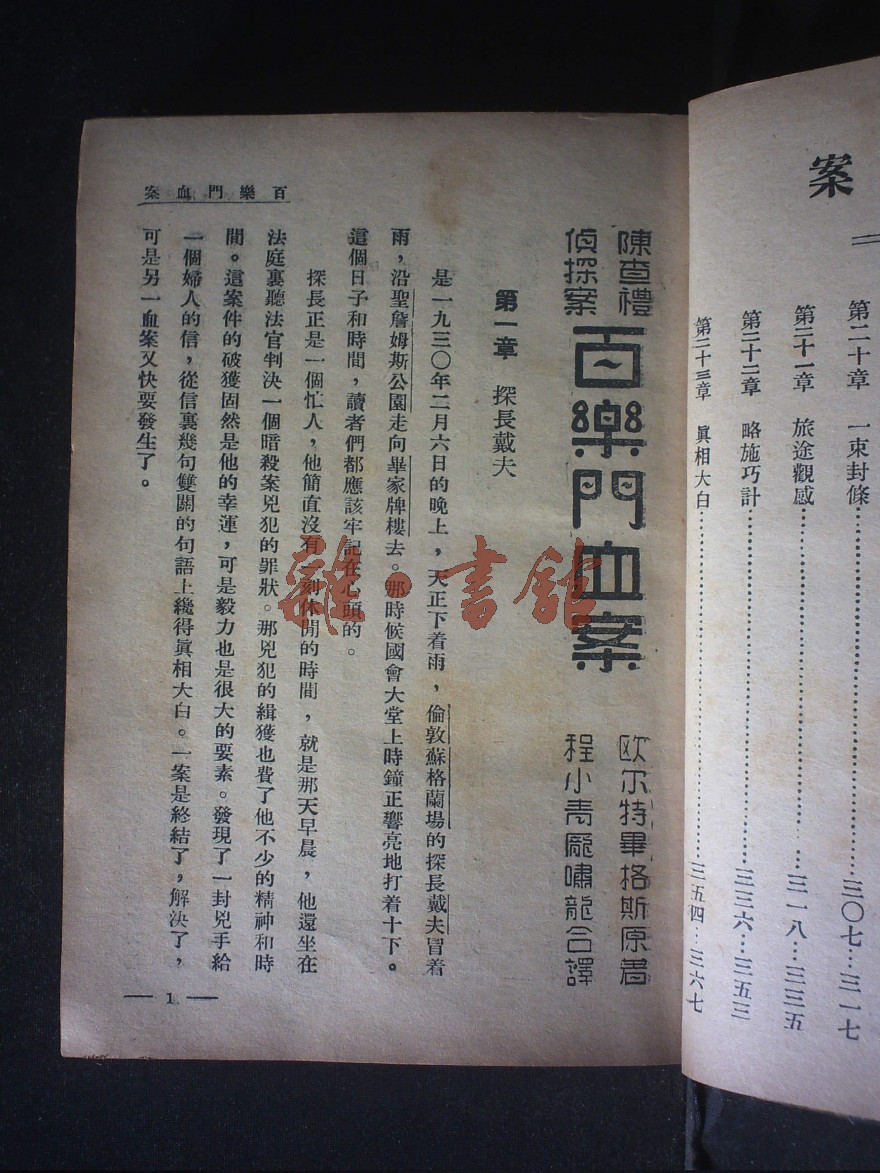 案
二
第二十章 一束封條……三〇七…三一七
第二十一章 旅途觀感……三一八…三三五
第二十二章 略施巧計……三三六…三五三
第二十三章 眞相大白……三五四…三六七
百樂門血案
陳查禮
偵探案
百樂門血案
欧尔特畢格斯原著
程小青龐嘯龍合譯
第一章 探長戴夫
是一九三〇年二月六日的晚上，天正下着雨，倫敦蘇格蘭場的探長戴夫冒着
雨，沿聖詹姆斯公園走向畢家牌樓去。那時候國會大堂上時鐘正響亮地打着十下。
這個日子和時間，讀者們都應該牢記在心頭的。
探長正是一個忙人，他簡直沒有一刻休閒的時間，就是那天早晨，他還坐在
法庭裏聽法官判決一個暗殺案兇犯的罪狀。那兇犯的緝獲也費了他不少的精神和時
間。這案件的破獲固然是他的幸運，可是毅力也是很大的要素。發現了一封兇手給
一個婦人的信，從信裏幾句雙關的句語上纔得眞相大白。一案是終結了，解決了，
可是另一血案又快要發生了。
— 1 —
雜·書館